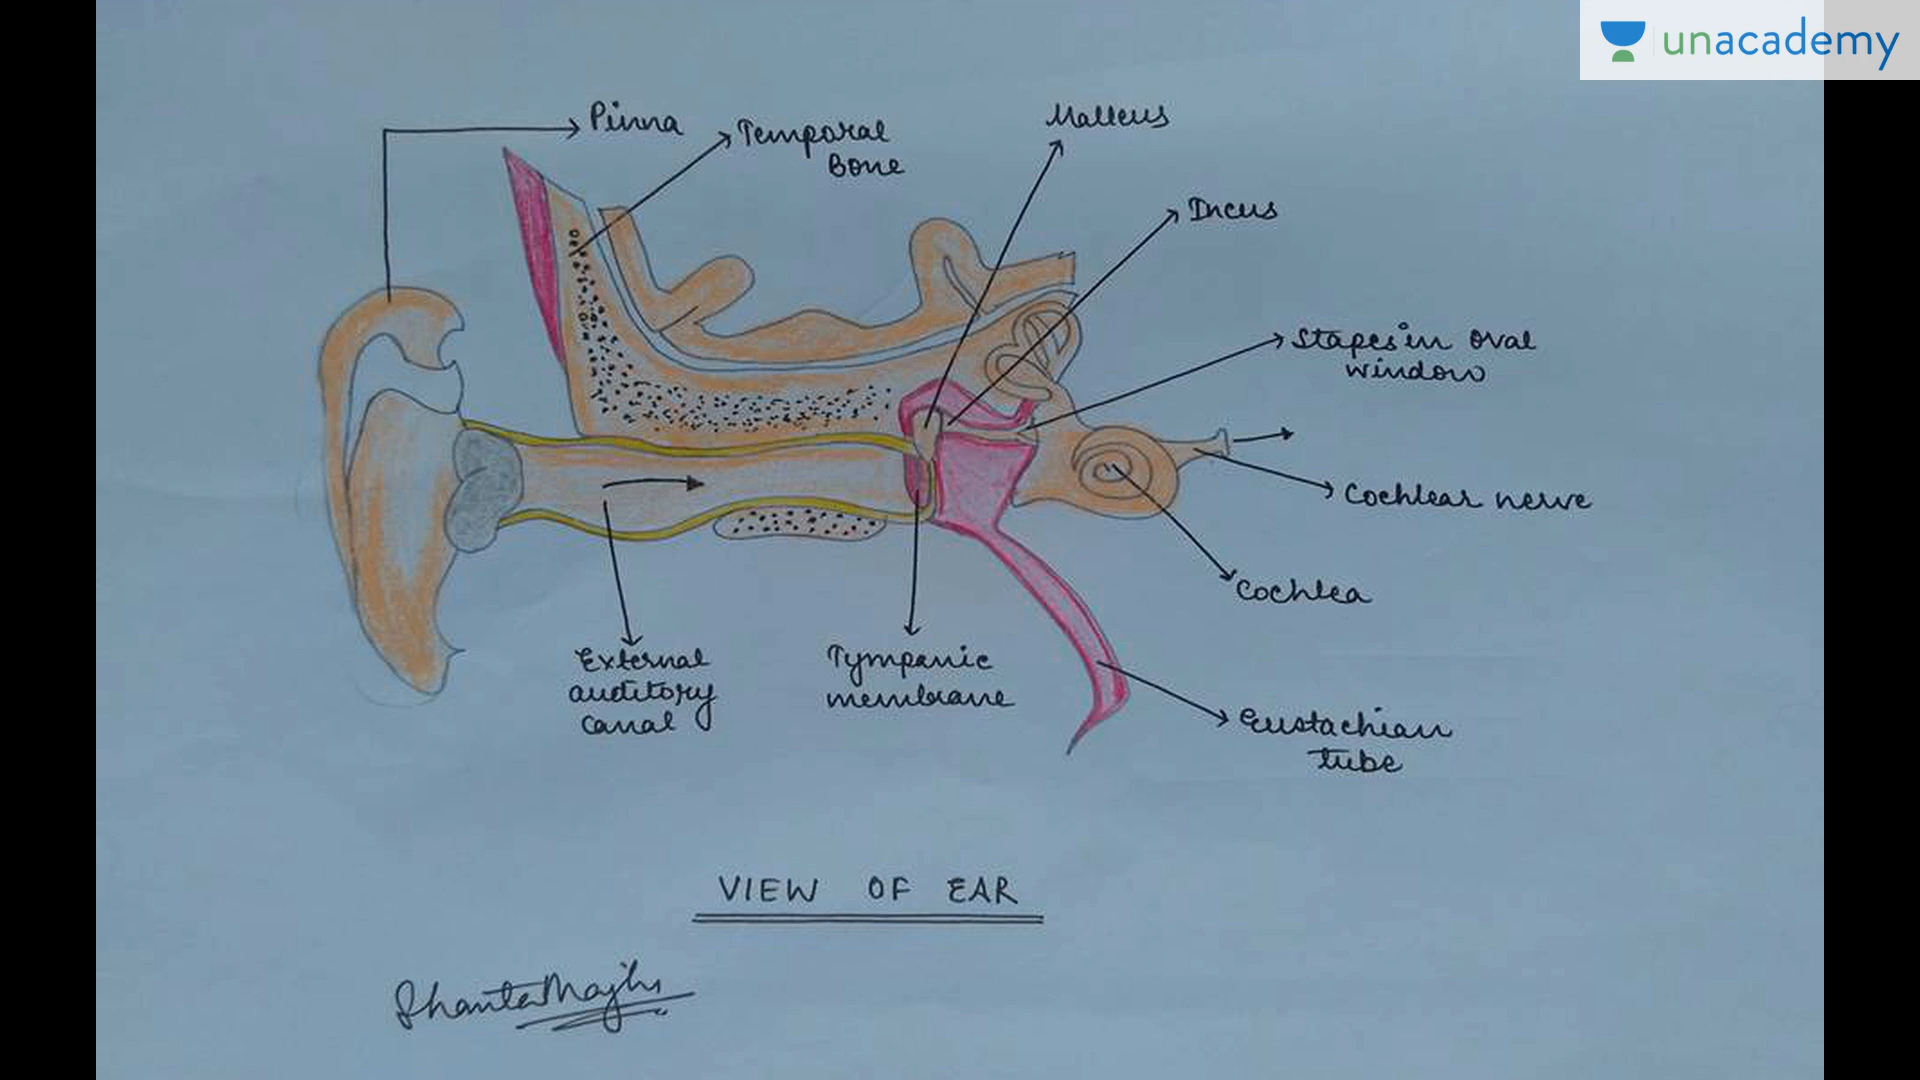 unacademy
Pinna
Temporal
Bone
Malleus
Incus
Stapes in oval
window
Cochlear nerve
Cochlea
External
auditory
canal
Tympanic
membrane
Eustachian
tube
VIEW OF EAR